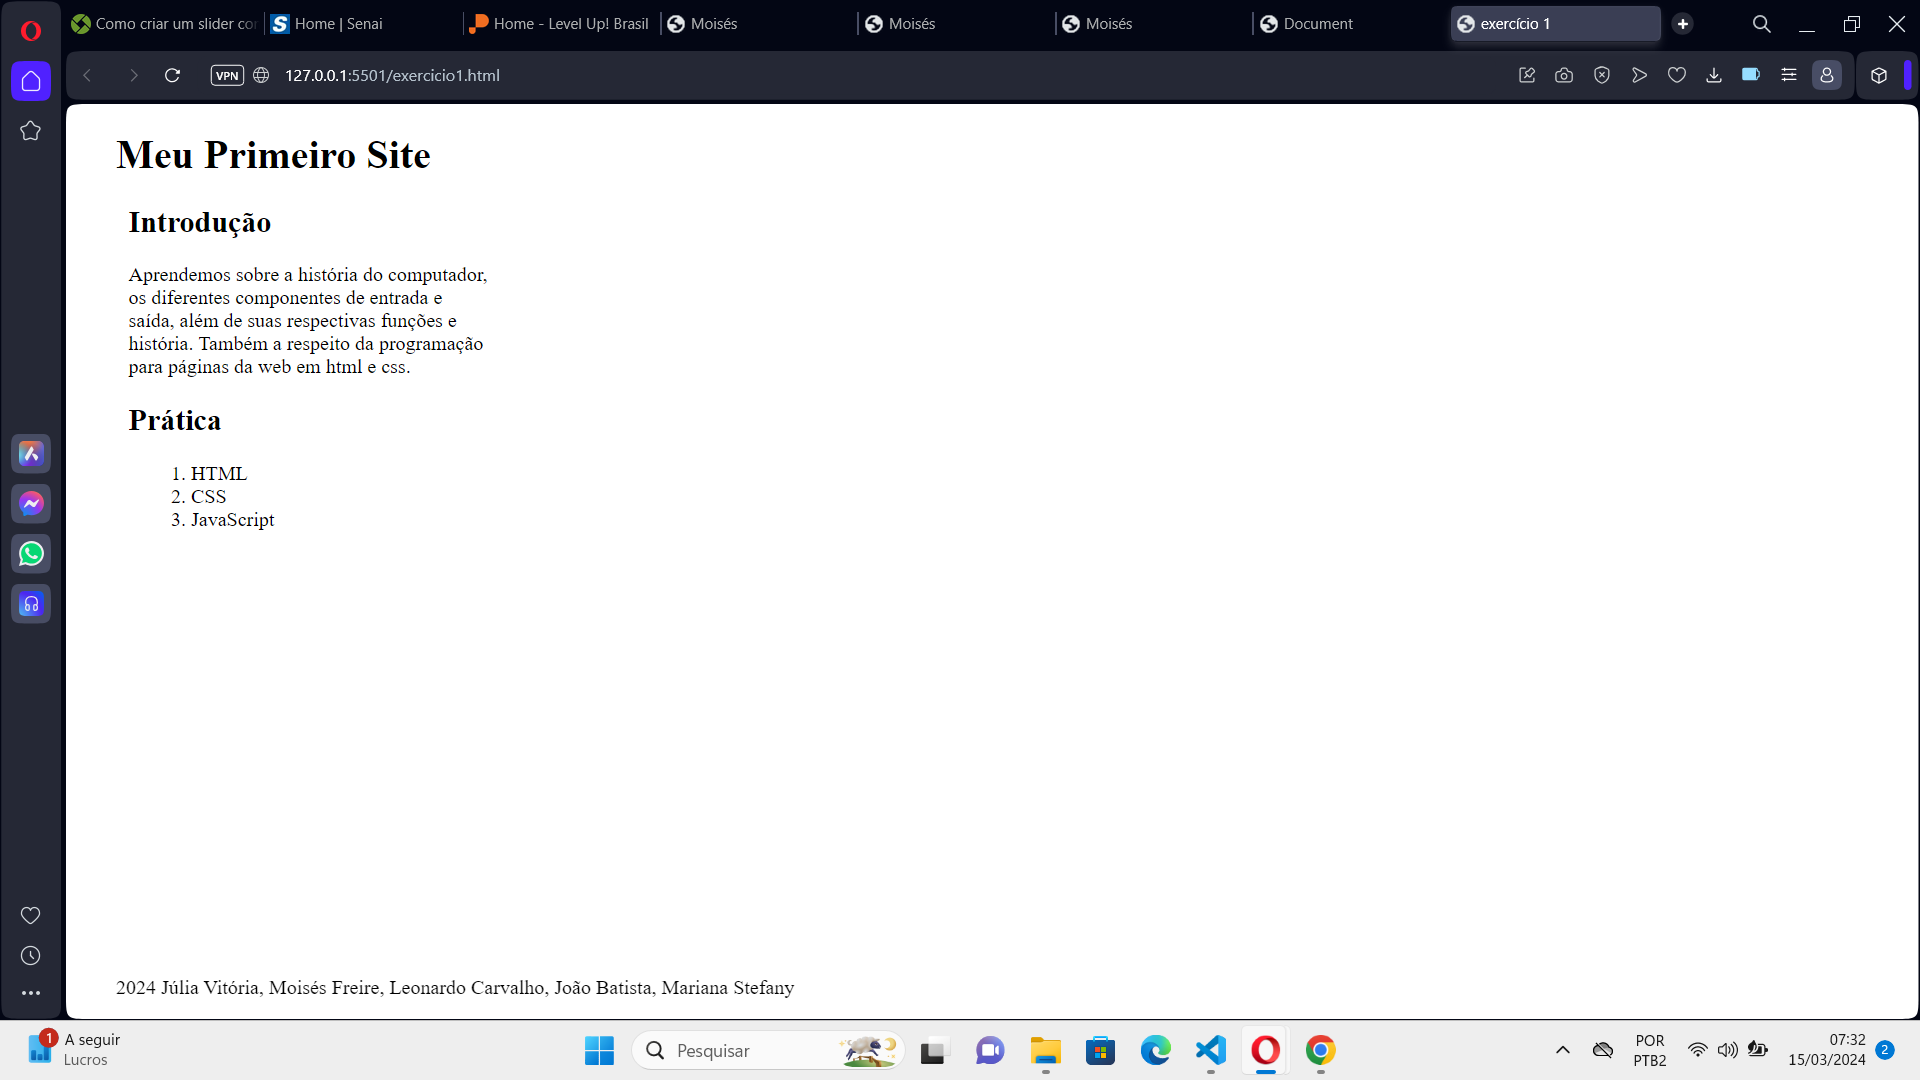 Como criar um slider co
Home | Senai
Home - Level Up! Brasil
Moisés
Moisés
Moisés
Document
exercício 1
VPN
127.0.0.1:5501/exercicio1.html
Meu Primeiro Site
Introdução
Aprendemos sobre a história do computador,
os diferentes componentes de entrada e
saída, além de suas respectivas funções e
história. Também a respeito da programação
para páginas da web em html e css.
Prática
1. HTML
2. CSS
3. JavaScript
2024 Júlia Vitória, Moisés Freire, Leonardo Carvalho, João Batista, Mariana Stefany
1
A seguir
Lucros
Pesquisar
POR
PTB2
07:32
15/03/2024
2